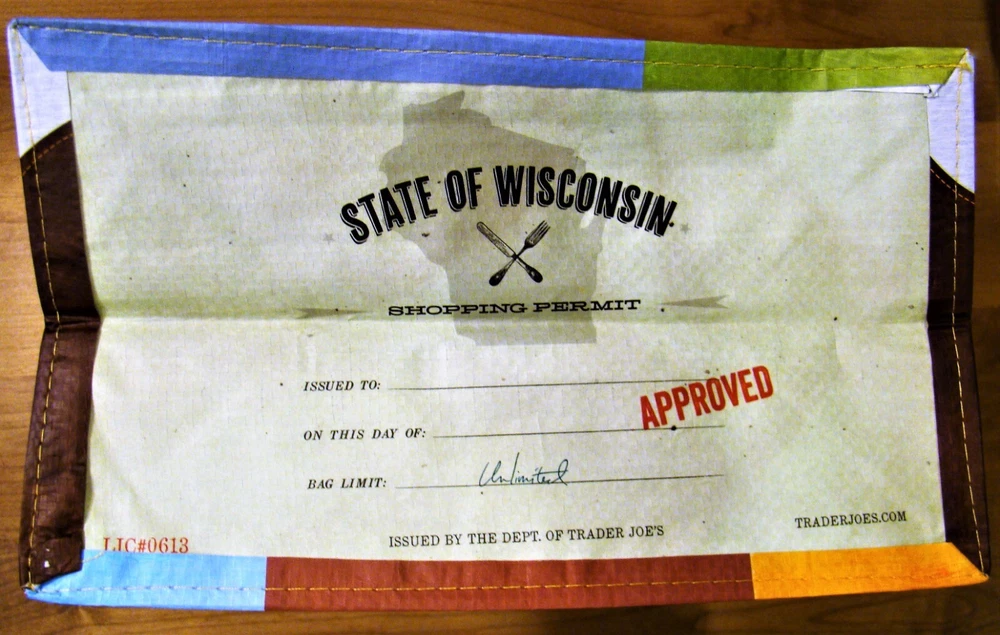 STATE OF WISCONSIN
SHOPPING PERMIT
ISSUED TO:
APPROVED
ON THIS DAY OF:
BAG LIMIT: Unlimited
ISSUED BY THE DEPT. OF TRADER JOE'S
TRADERJOES.COM
LIC#0613